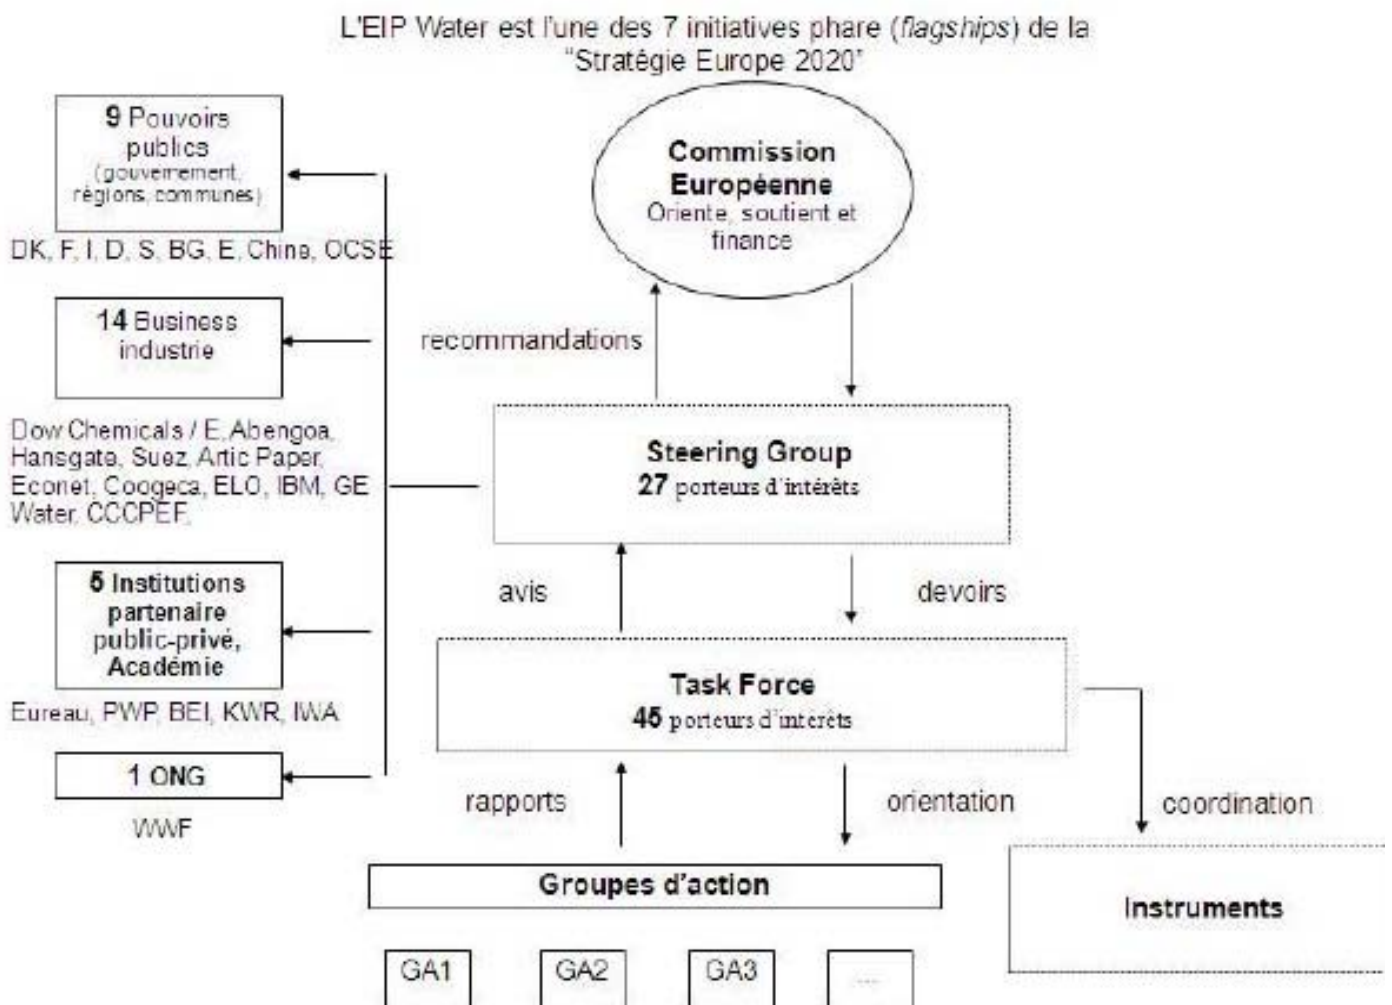 L'EIP Water est l'une des 7 initiatives phare (flagships) de la
"Stratégie Europe 2020"
9 Pouvoirs
publics
(gouvernement,
régions, communes)
DK, F, I, D, S, BG, E, Chine, OCSE
14 Business
industrie
Dow Chemicals / E, Abengoa,
Hansgate, Suez, Artic Paper,
Econet, Coogeca, ELO, IBM, GE
Water, CCCPEF,
5 Institutions
partenaire
public-privé,
Académie
Eureau, PWP, BEI, KWR, IWA
1 ONG
WWF
Commission
Européenne
Oriente, soutient et
finance
recommandations
Steering Group
27 porteurs d'intérêts
avis
devoirs
Task Force
45 porteurs d'intérêts
rapports
orientation
coordination
Groupes d'action
Instruments
GA1
GA2
GA3
...